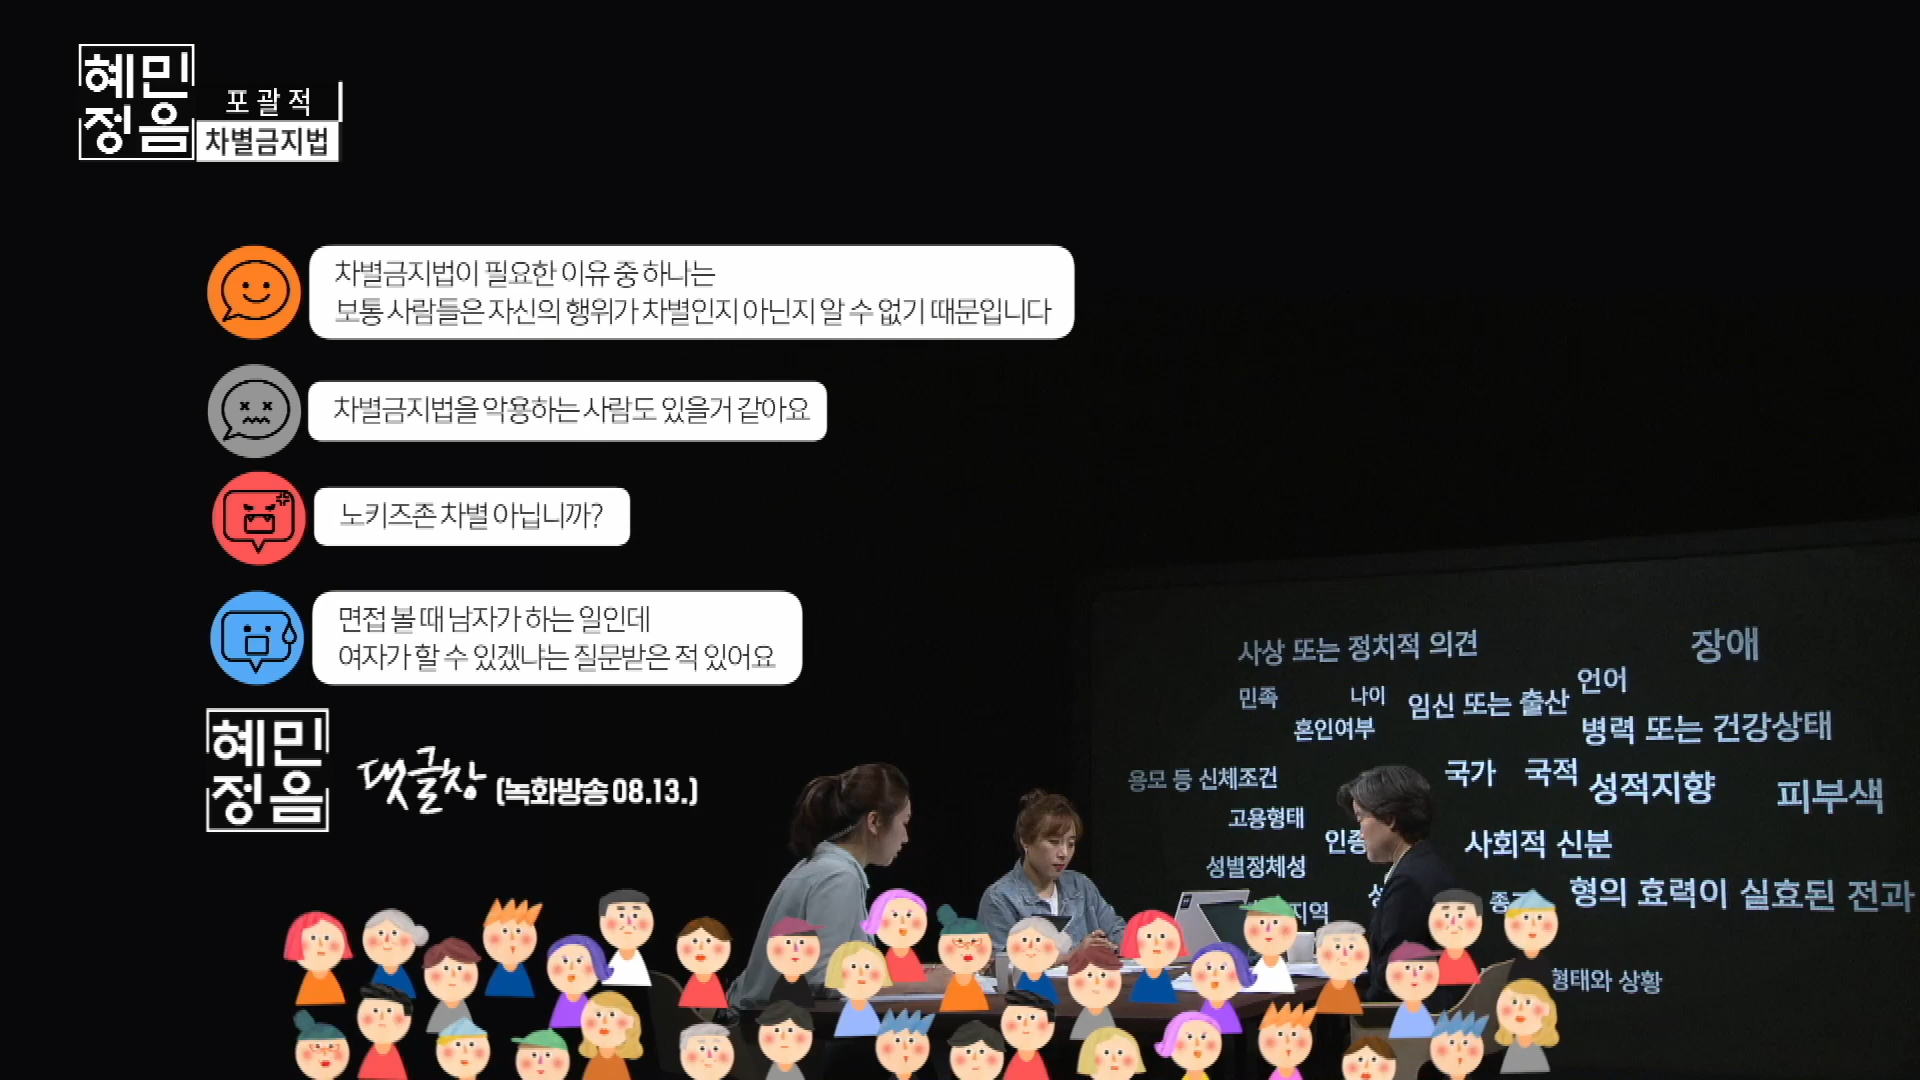 혜민
정음
포괄적
차별금지법
차별금지법이 필요한 이유 중 하나는
보통 사람들은 자신의 행위가 차별인지 아닌지 알 수 없기 때문입니다
차별금지법을 악용하는 사람도 있을거 같아요
노키즈존 차별 아닙니까?
면접 볼 때 남자가 하는 일인데
여자가 할 수 있겠냐는 질문받은 적 있어요
혜민
정음
댓글창 (녹화방송 08.13.)
사상 또는 정치적 의견
장애
언어
민족
나이
임신 또는 출산
혼인여부
병력 또는 건강상태
용모 등 신체조건
국가
국적
성적지향
피부색
고용형태
인종
사회적 신분
성별정체성
형의 효력이 실효된 전과
지역
형태와 상황